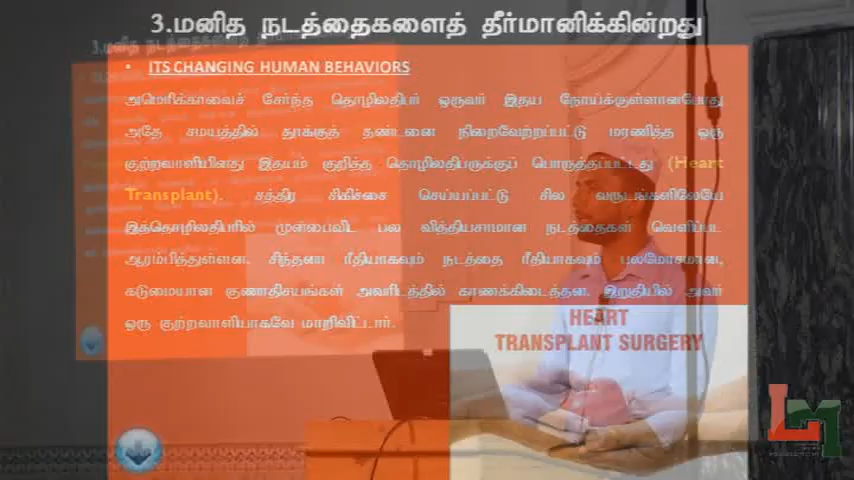 3.மனித நடத்தைகளைத் தீர்மானிக்கின்றது
• ITS CHANGING HUMAN BEHAVIORS
அமெரிக்காவைச் சேர்ந்த தொழிலதிபர் ஒருவர் இதய நோய்க்குள்ளானபோது
அதே சமயத்தில் தூக்குத் தண்டனை நிறைவேற்றப்பட்டு மரணித்த ஒரு
குற்றவாளியினது இதயம் குறித்த தொழிலதிபருக்குப் பொருத்தப்பட்டது (Heart
Transplant). சத்திர சிகிச்சை செய்யப்பட்டு சில வருடங்களிலேயே
இத்தொழிலதிபரில் முன்பைவிட பல வித்தியசாமான நடத்தைகள் வெளிப்பட
ஆரம்பித்துள்ளன. சிந்தனா ரீதியாகவும் நடத்தை ரீதியாகவும் பலமோசமான,
கடுமையான குணாதிசயங்கள் அவரிடத்தில் காணக்கிடைத்தன. இறுதியில் அவர்
ஒரு குற்றவாளியாகவே மாறிவிட்டார்.
HEART
TRANSPLANT SURGERY
LM